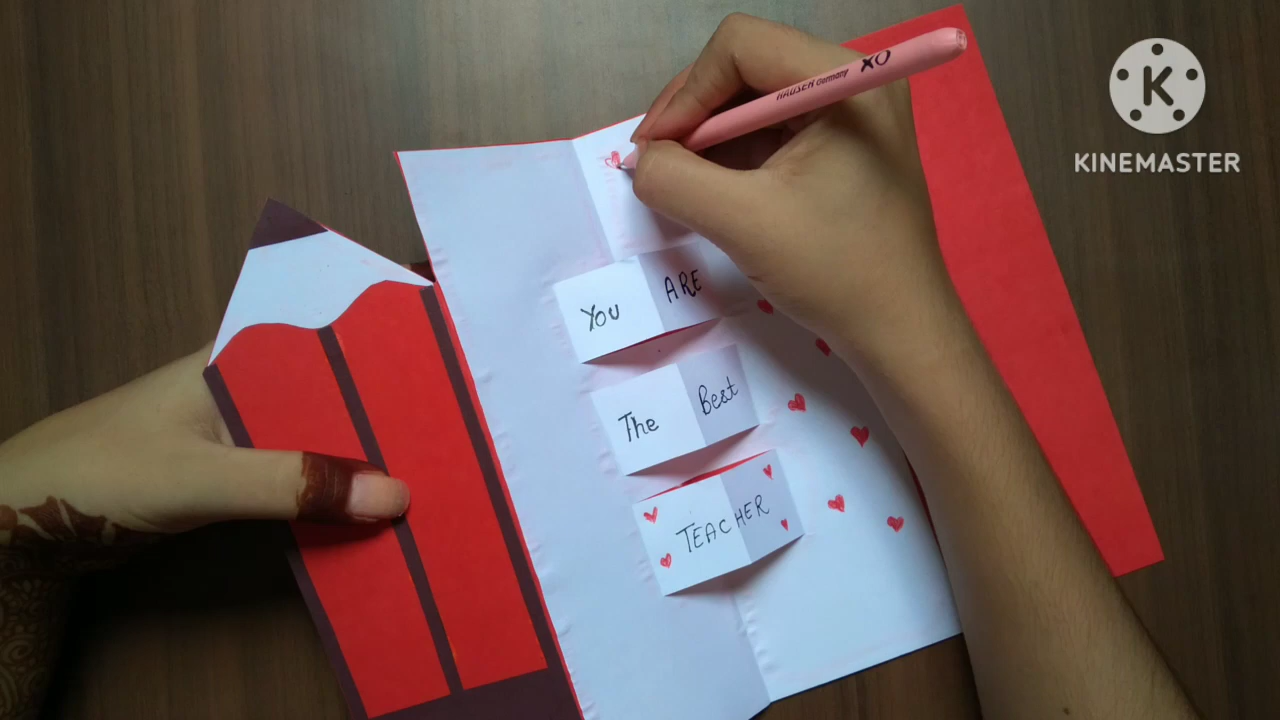 HAUSER Germany XO
K
KINEMASTER
YOU ARE
The Best
TEACHER